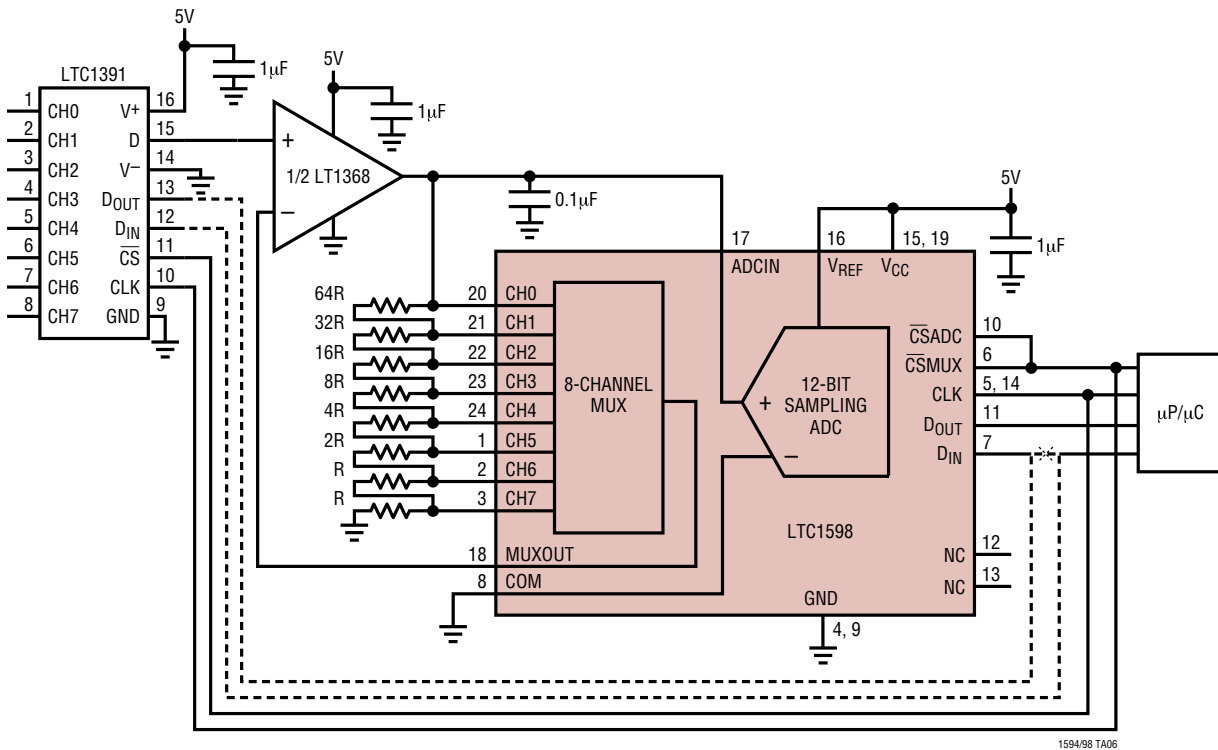 5V
1µF
LTC1391
1 CH0
2 CH1
3 CH2
4 CH3
5 CH4
6 CH5
7 CH6
8 CH7
V+ 16
D 15
V– 14
DOUT 13
DIN 12
CS 11
CLK 10
GND 9
5V
1µF
+
1/2 LT1368
–
0.1µF
5V
1µF
17 ADCIN
16 VREF
15, 19 VCC
64R 20 CH0
32R 21 CH1
16R 22 CH2
8R 23 CH3
4R 24 CH4
2R 1 CH5
R 2 CH6
R 3 CH7
18 MUXOUT
8 COM
8-CHANNEL
MUX
+
12-BIT
SAMPLING
ADC
–
LTC1598
CSADC 10
CSMUX 6
CLK 5, 14
DOUT 11
DIN 7
NC 12
NC 13
GND
4, 9
µP/µC
1594/98 TA06